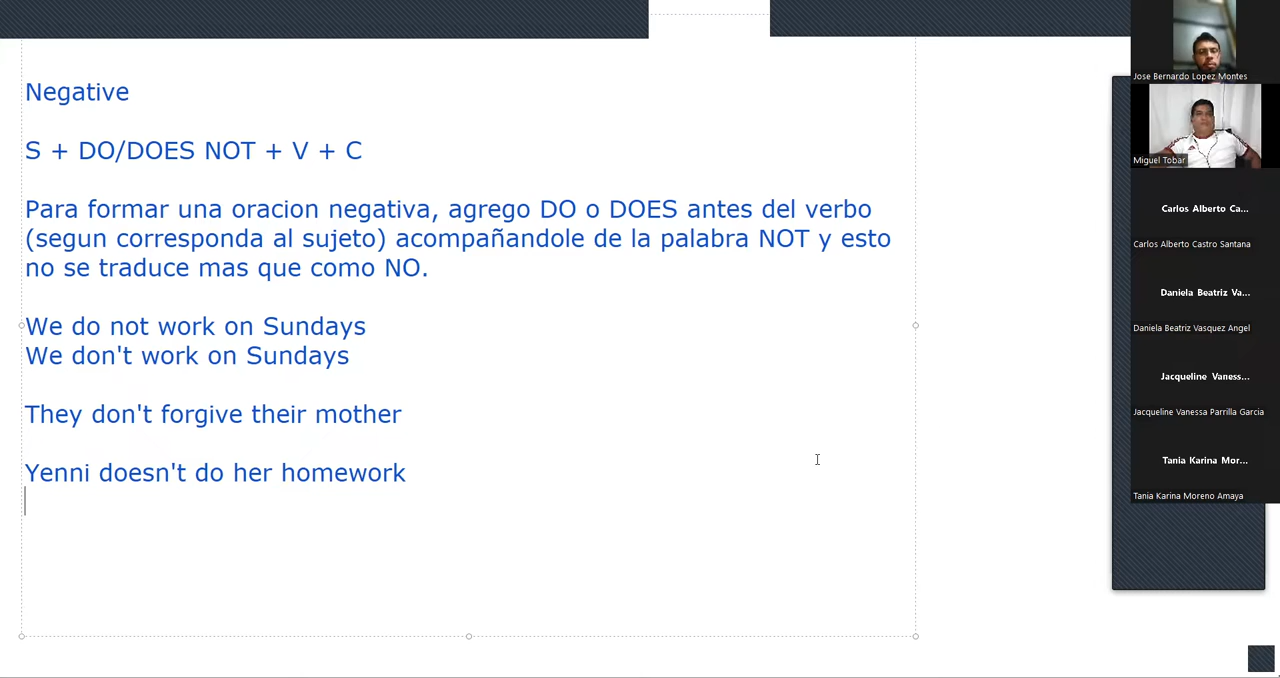 Negative
S + DO/DOES NOT + V + C
Para formar una oracion negativa, agrego DO o DOES antes del verbo
(segun corresponda al sujeto) acompañandole de la palabra NOT y esto
no se traduce mas que como NO.
We do not work on Sundays
We don't work on Sundays
They don't forgive their mother
Yenni doesn't do her homework
Jose Bernardo Lopez Montes
Miguel Tobar
Carlos Alberto Ca...
Carlos Alberto Castro Santana
Daniela Beatriz Va...
Daniela Beatriz Vasquez Angel
Jacqueline Vaness...
Jacqueline Vanessa Parrilla Garcia
Tania Karina Mor...
Tania Karina Moreno Amaya